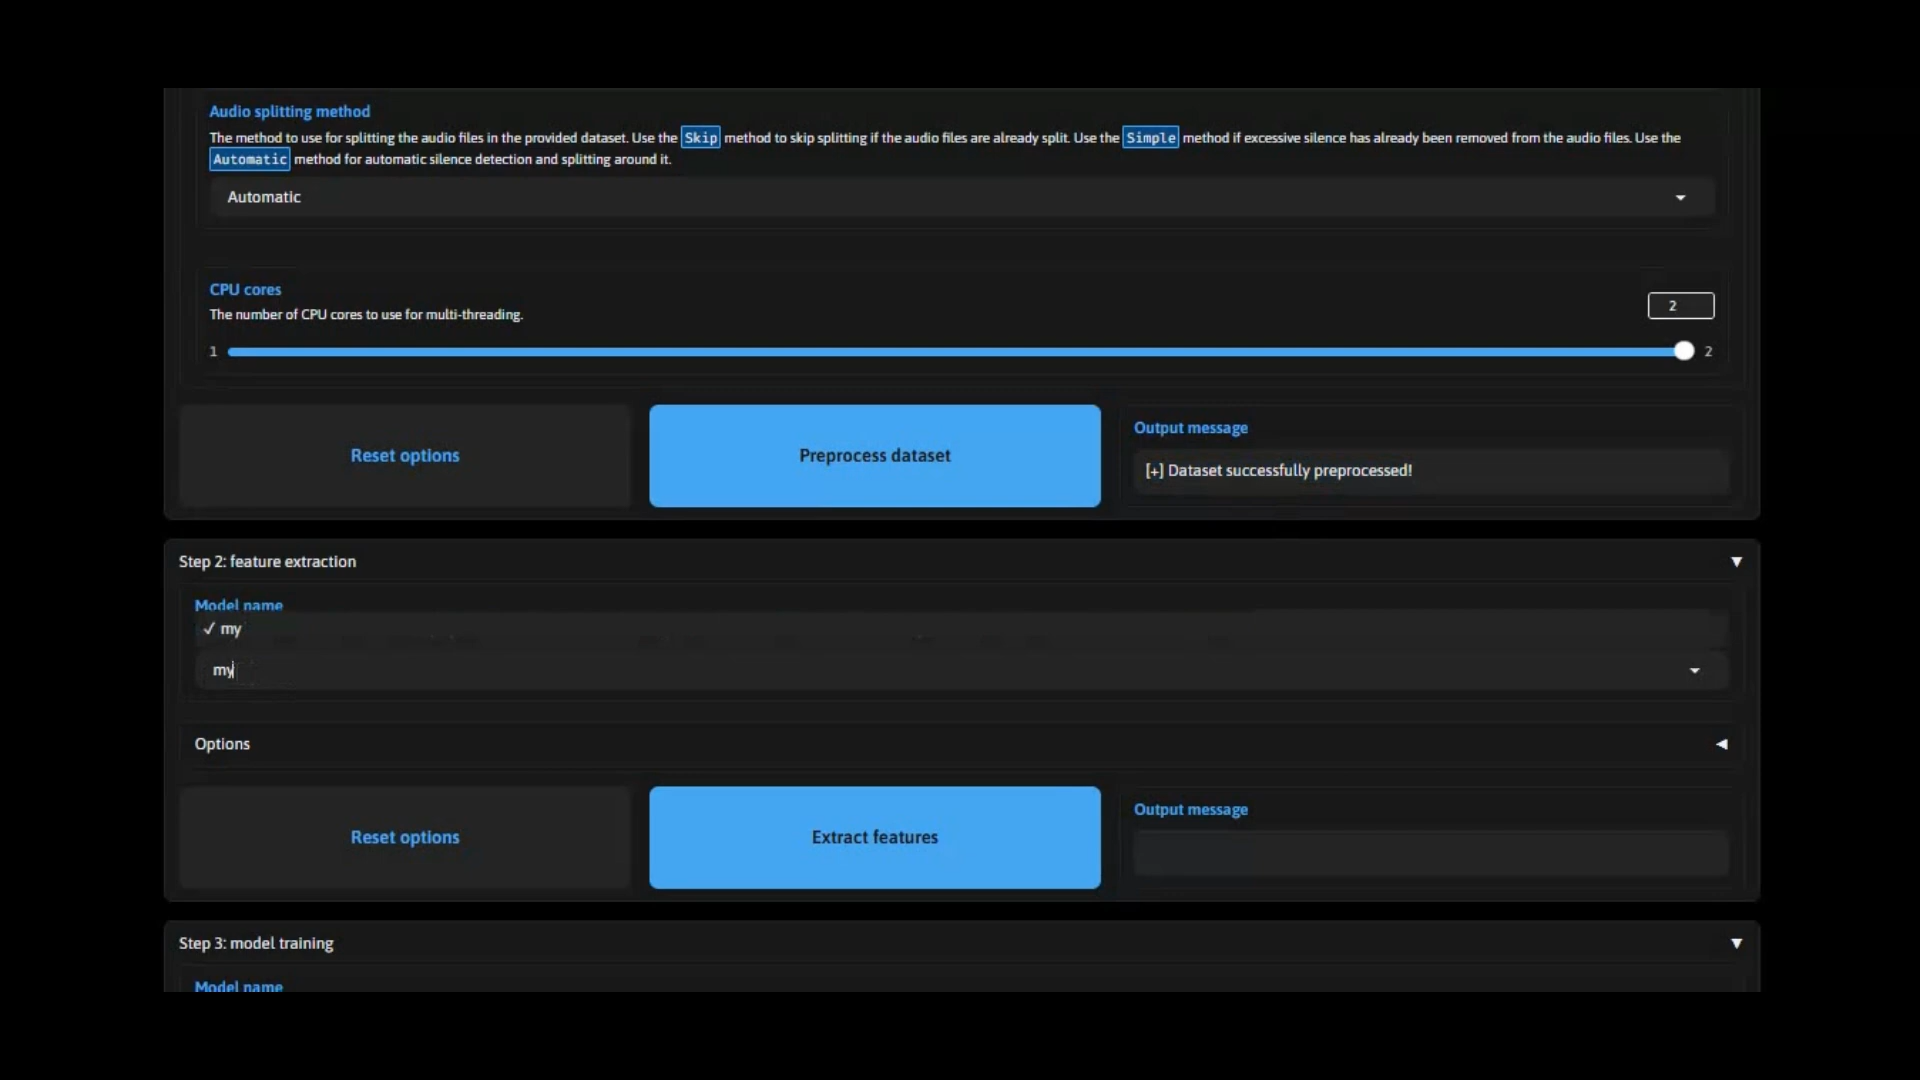 Audio splitting method
The method to use for splitting the audio files in the provided dataset. Use the Skip method to skip splitting if the audio files are already split. Use the Simple method if excessive silence has already been removed from the audio files. Use the
Automatic method for automatic silence detection and splitting around it.
Automatic
CPU cores
The number of CPU cores to use for multi-threading.
2
1
2
Reset options
Preprocess dataset
Output message
[+] Dataset successfully preprocessed!
Step 2: feature extraction
Model name
✓ my
my
Options
Reset options
Extract features
Output message
Step 3: model training
Model name